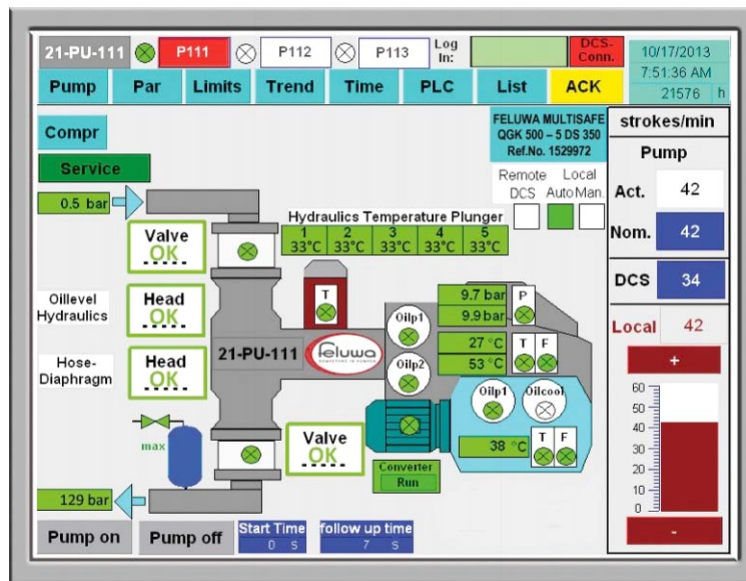 21-PU-111 P111 P112 P113 Log In: DCS-Conn. 10/17/2013
7:51:36 AM
21576 h
Pump Par Limits Trend Time PLC List ACK
Compr
Service
FELUWA MULTISAFE
QGK 500 – 5 DS 350
Ref.No. 1529972
strokes/min
Pump
Remote Local
DCS Auto Man.
Act. 42
Nom. 42
DCS 34
Local 42
+
60
50
40
30
20
10
0
-
0.5 bar
Valve
OK
Hydraulics Temperature Plunger
1 2 3 4 5
33°C 33°C 33°C 33°C 33°C
Oillevel
Hydraulics
Head
OK
T
Oilp1
9.7 bar P
9.9 bar
Hose-
Diaphragm
Head
OK
21-PU-111
feluwa
Oilp2
27 °C T F
53 °C
Oilp1 Oilcool
max
Valve
OK
38 °C T F
Converter
Run
129 bar
Pump on Pump off
Start Time
0 s
follow up time
7 s